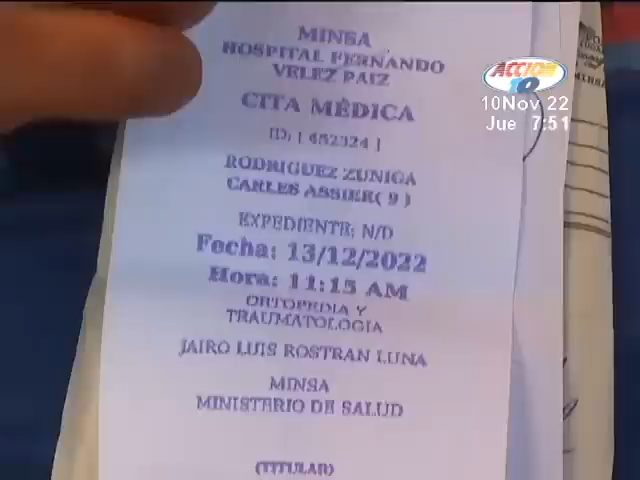 MINSA
HOSPITAL FERNANDO
VELEZ PAIZ
CITA MÉDICA
ID: [ 452324 ]
RODRIGUEZ ZUNIGA
CARLES ASSIER( 9 )
EXPEDIENTE: N/D
Fecha: 13/12/2022
Hora: 11:15 AM
ORTOPEDIA Y
TRAUMATOLOGIA
JAIRO LUIS ROSTRAN LUNA
MINSA
MINISTERIO DE SALUD
(TITULAR)
ACCION
10
10Nov 22
Jue 7:51